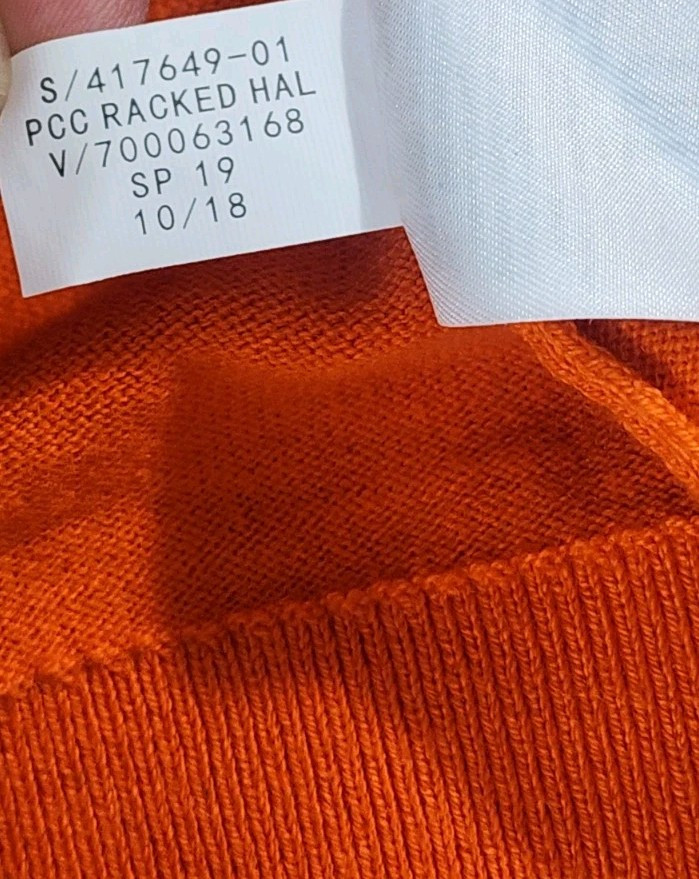 S/417649-01
PCC RACKED HAL
V/700063168
SP 19
10/18